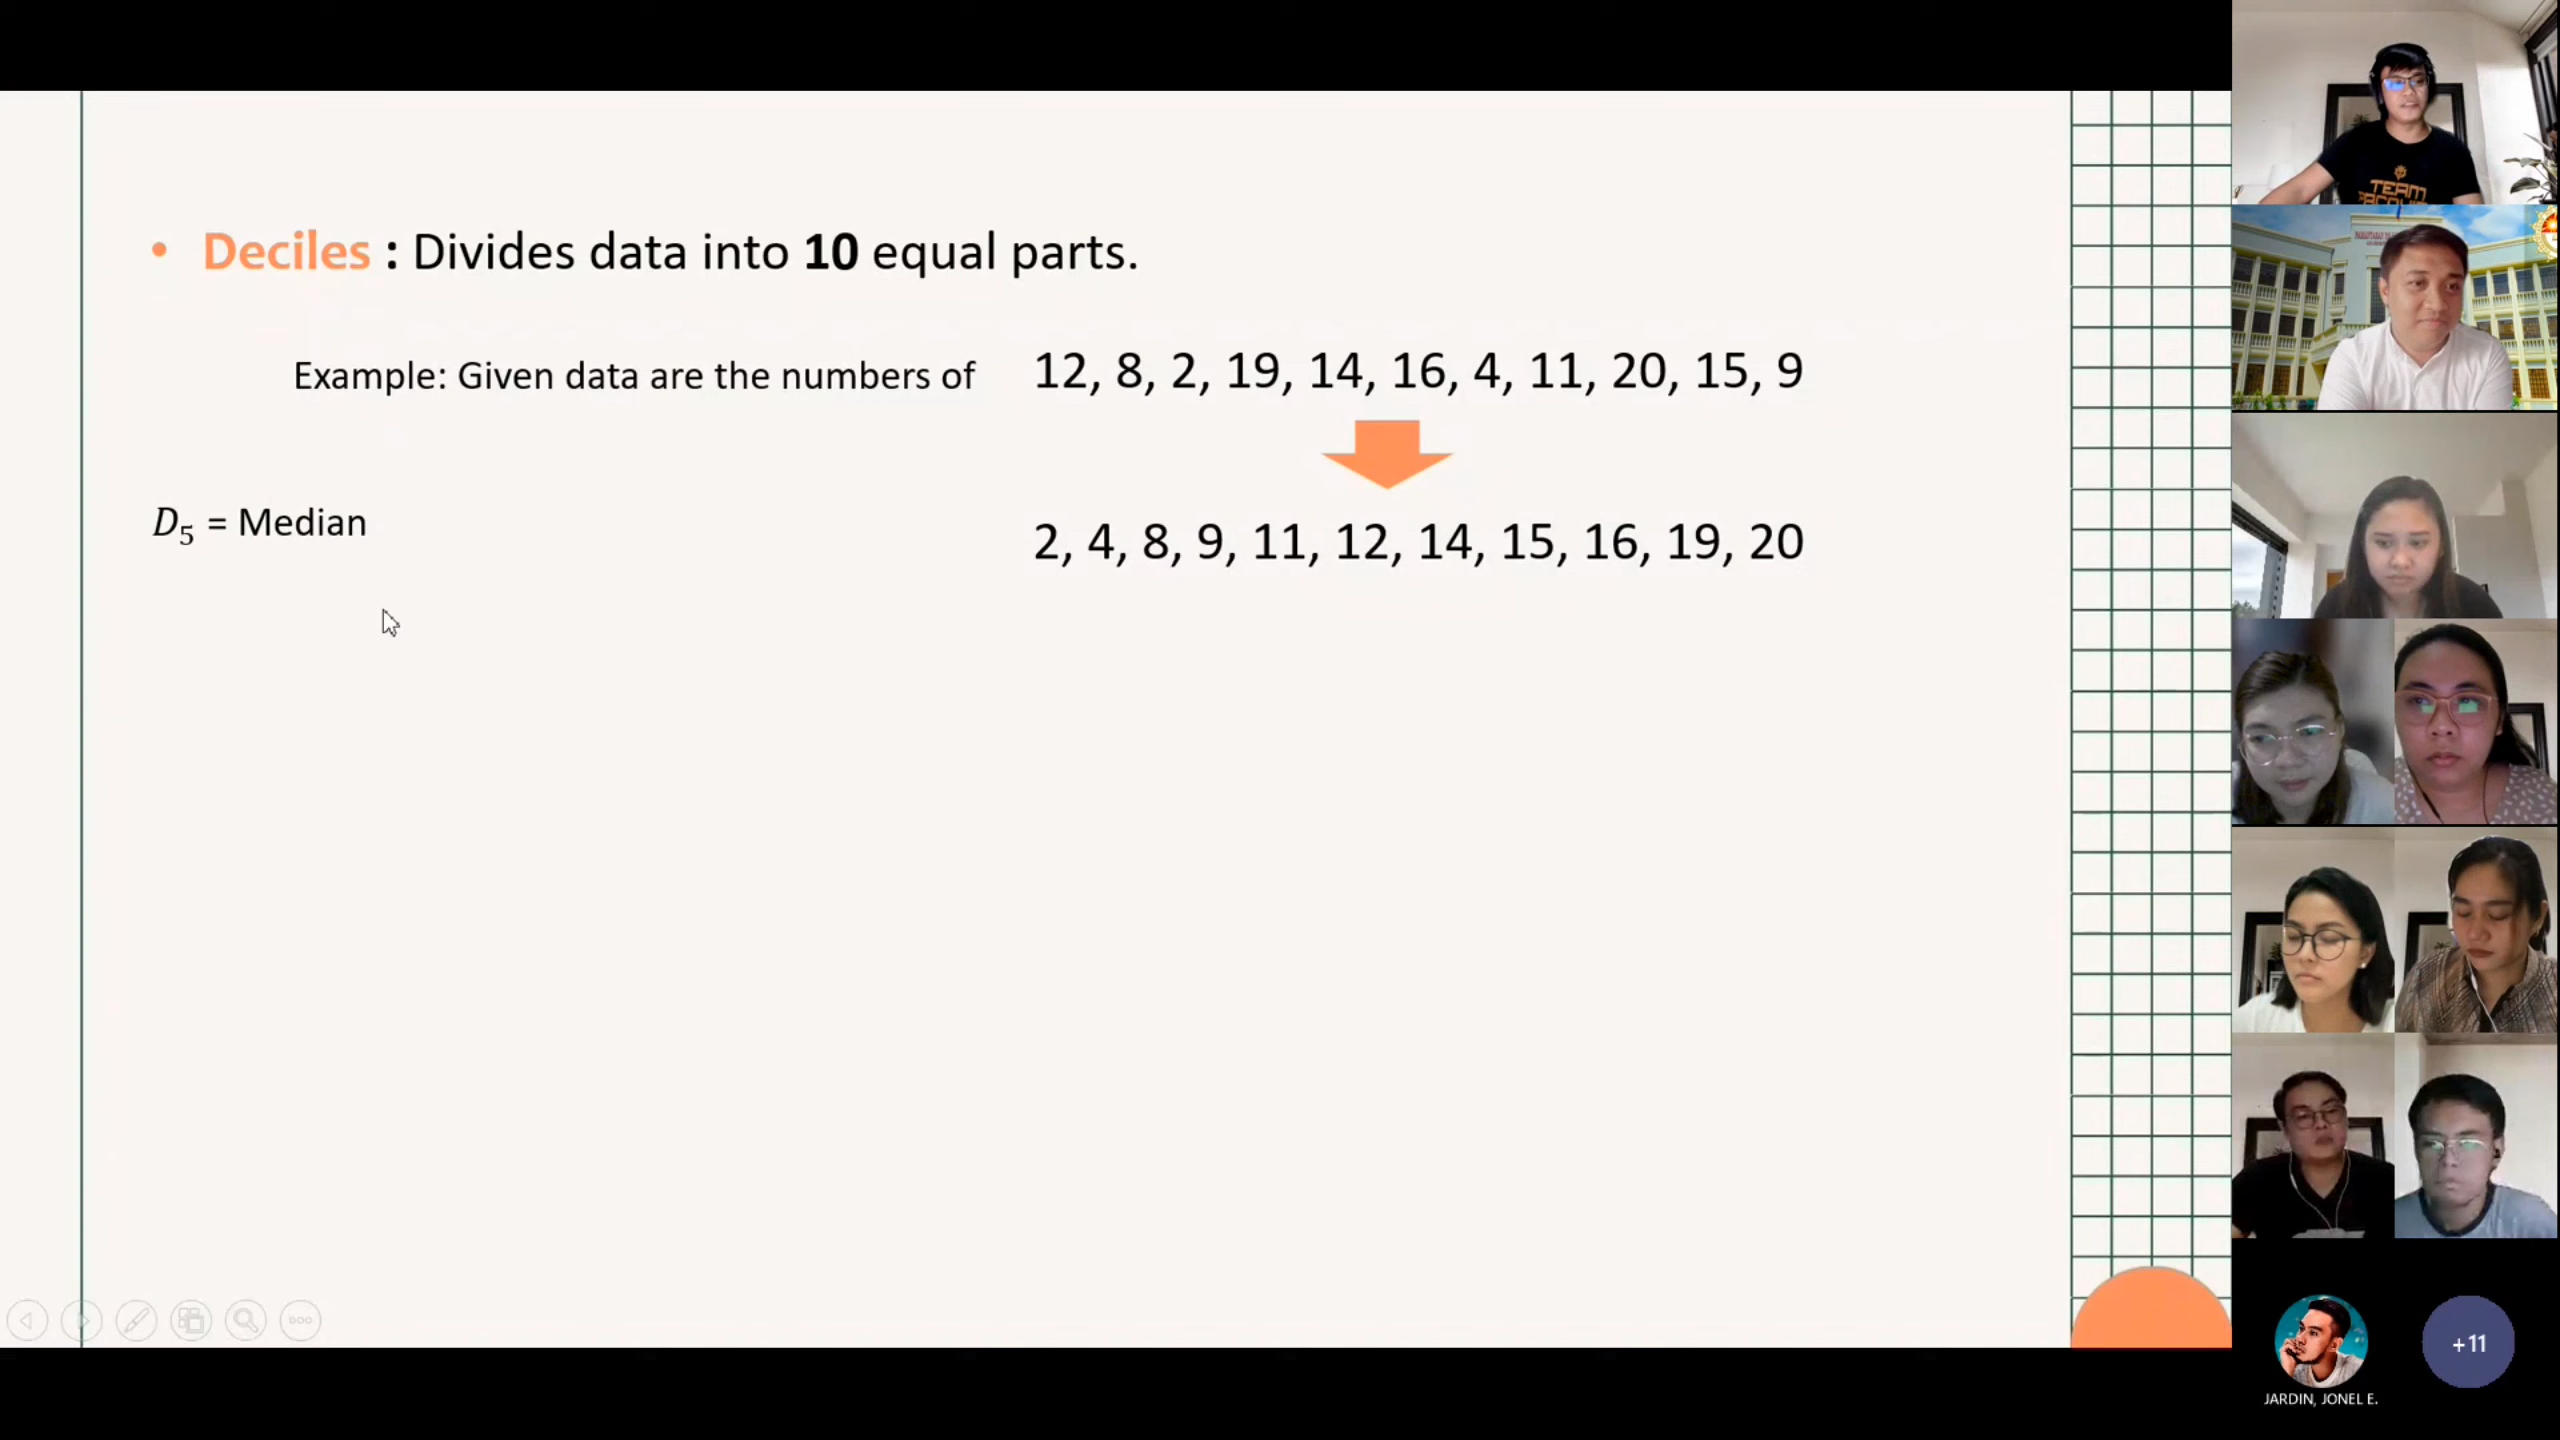 • Deciles : Divides data into 10 equal parts.
Example: Given data are the numbers of
12, 8, 2, 19, 14, 16, 4, 11, 20, 15, 9
D₅ = Median
2, 4, 8, 9, 11, 12, 14, 15, 16, 19, 20
TEAM
+11
JARDIN, JONEL E.